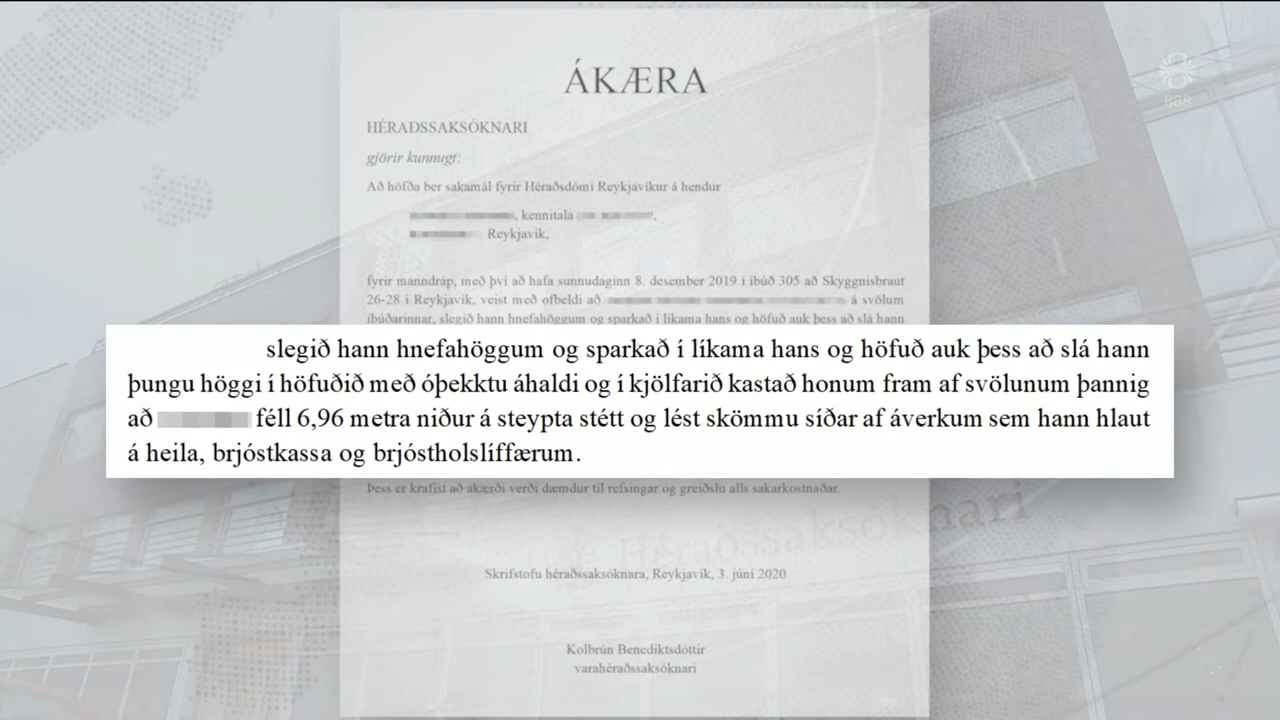 ÁKÆRA
888
HÉRAÐSSAKSÓKNARI
gjörir kunnugt:
Að höfða ber sakamál fyrir Héraðsdómi Reykjavíkur á hendur
, kennitala ,
Reykjavík,
fyrir manndráp, með því að hafa sunnudaginn 8. desember 2019 í íbúð 305 að Skyggnisbraut
26-28 í Reykjavík, veist með ofbeldi að á svölum
íbúðarinnar, slegið hann hnefahöggum og sparkað í líkama hans og höfuð auk þess að slá hann
slegið hann hnefahöggum og sparkað í líkama hans og höfuð auk þess að slá hann
þungu höggi í höfuðið með óþekktu áhaldi og í kjölfarið kastað honum fram af svölunum þannig
að féll 6,96 metra niður á steypta stétt og lést skömmu síðar af áverkum sem hann hlaut
á heila, brjóstkassa og brjóstholslíffærum.
Þess er krafist að ákærði verði dæmdur til refsingar og greiðslu alls sakarkostnaðar.
Héraðssaksóknari
Skrifstofu héraðssaksóknara, Reykjavík, 3. júní 2020
Kolbrún Benediktsdóttir
varahéraðssaksóknari